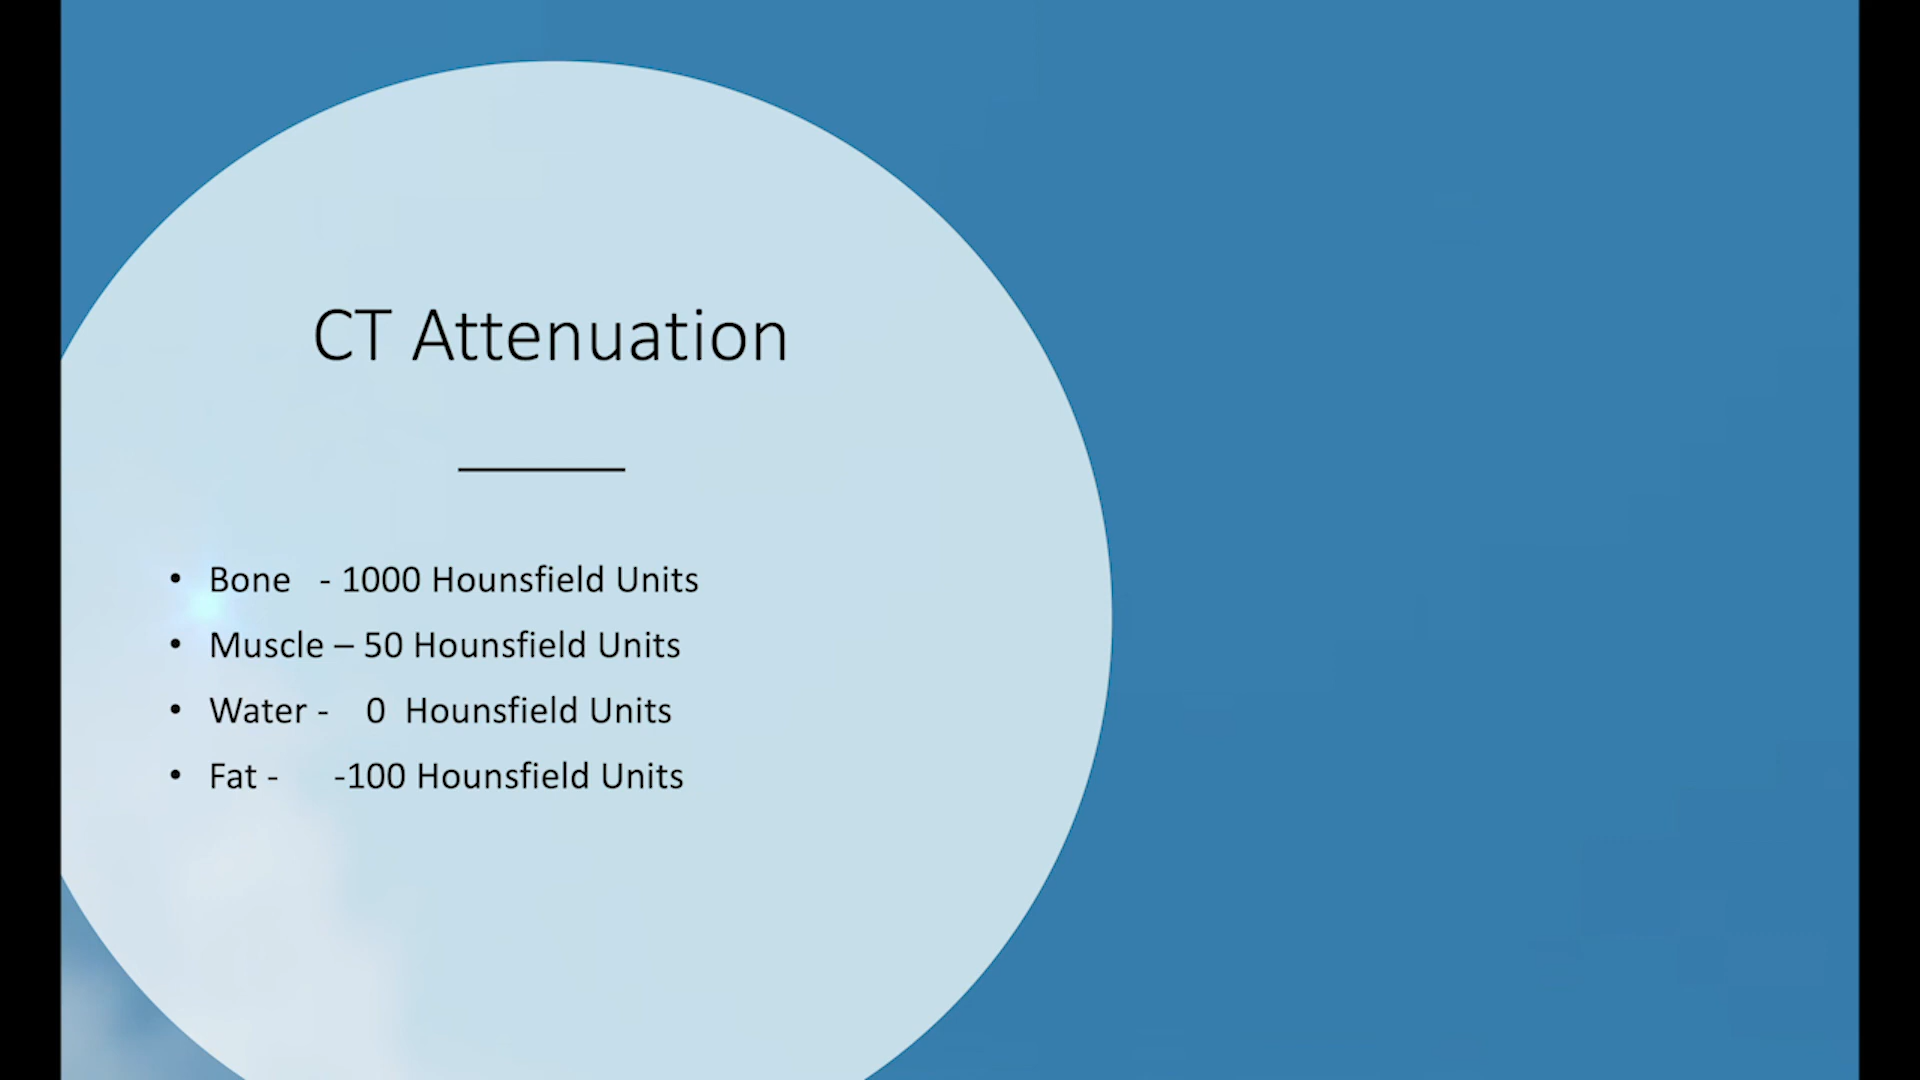 CT Attenuation
• Bone - 1000 Hounsfield Units
• Muscle – 50 Hounsfield Units
• Water - 0 Hounsfield Units
• Fat - -100 Hounsfield Units